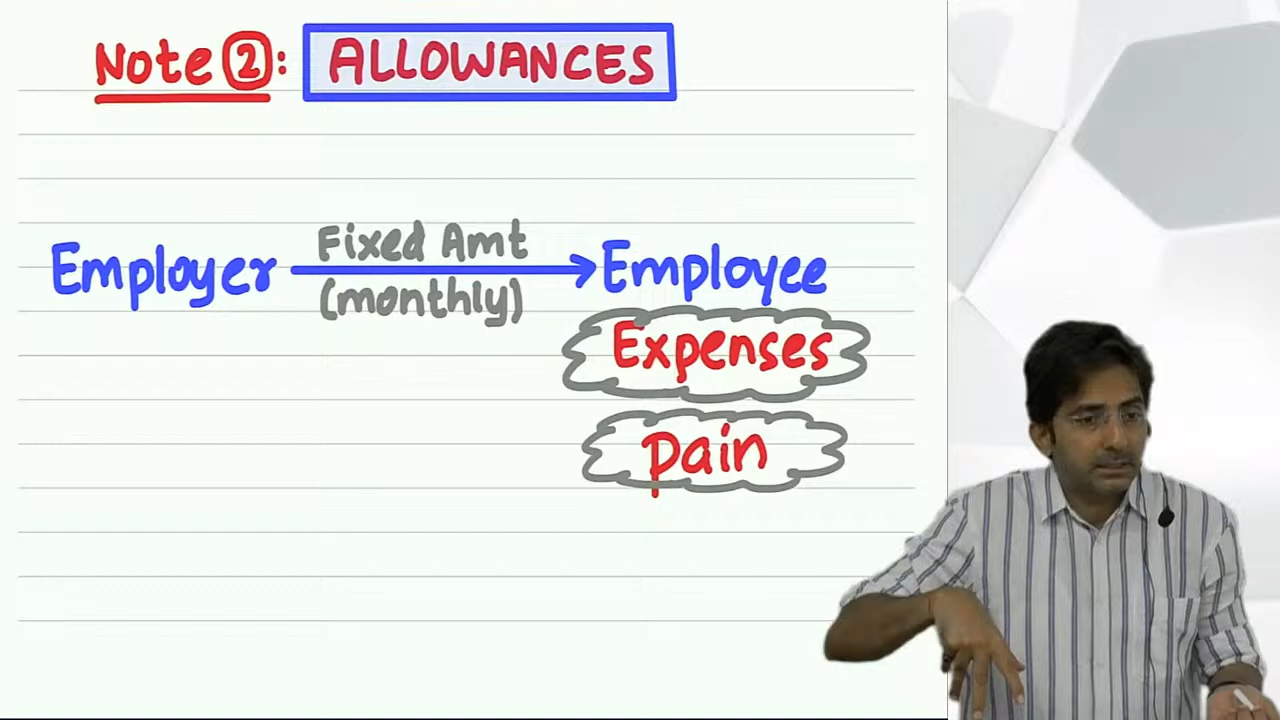 Note ②: ALLOWANCES
Fixed Amt
Employer → Employee
(monthly)
Expenses
Pain